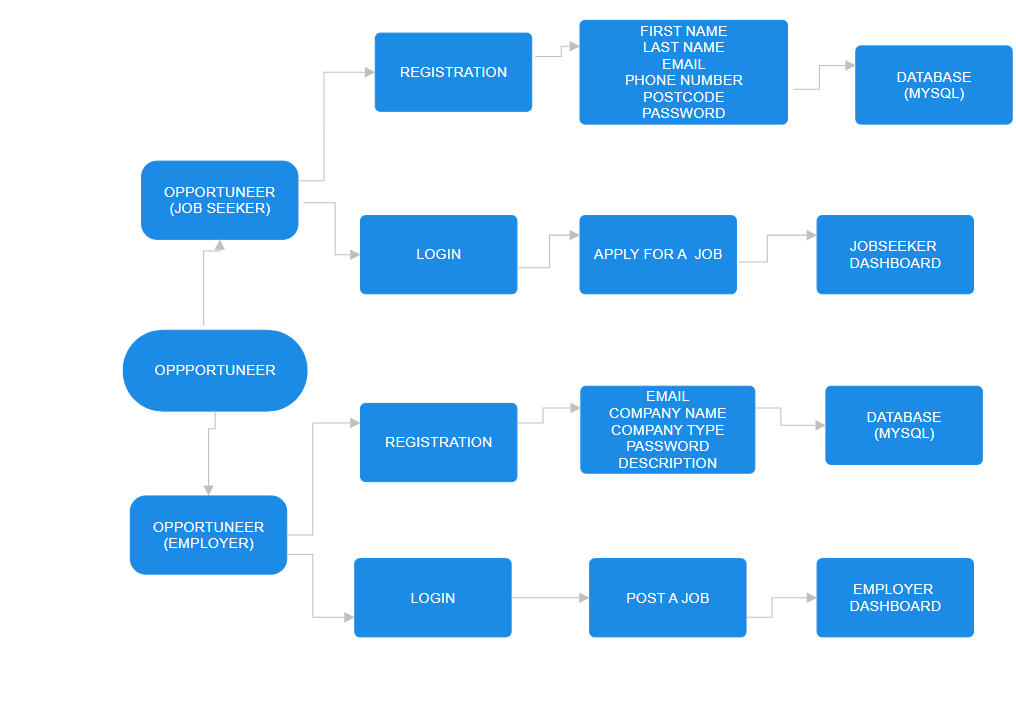 REGISTRATION
FIRST NAME
LAST NAME
EMAIL
PHONE NUMBER
POSTCODE
PASSWORD
DATABASE
(MYSQL)
OPPORTUNEER
(JOB SEEKER)
LOGIN
APPLY FOR A  JOB
JOBSEEKER
DASHBOARD
OPPPORTUNEER
REGISTRATION
EMAIL
COMPANY NAME
COMPANY TYPE
PASSWORD
DESCRIPTION
DATABASE
(MYSQL)
OPPORTUNEER
(EMPLOYER)
LOGIN
POST A JOB
EMPLOYER
DASHBOARD